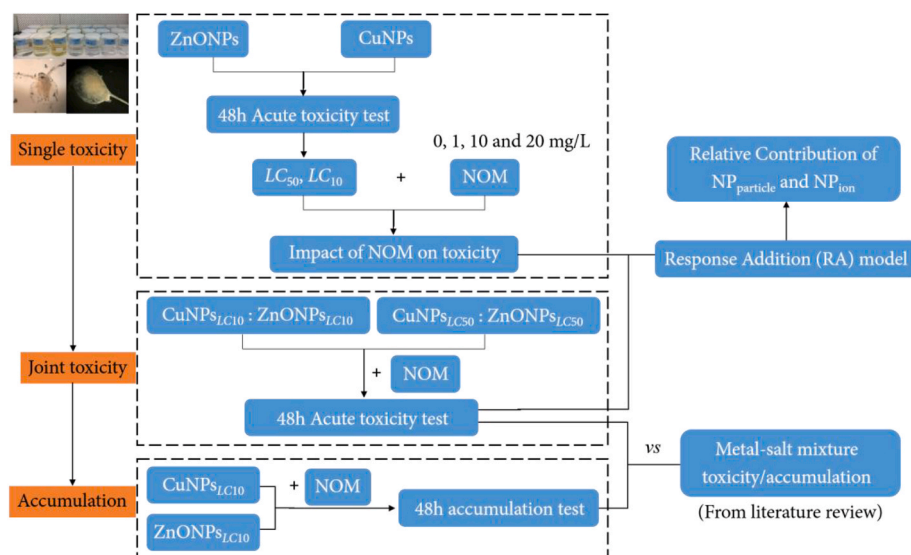 ZnONPs
CuNPs
48h Acute toxicity test
0, 1, 10 and 20 mg/L
Single toxicity
LC50, LC10
+
NOM
Relative Contribution of
NPparticle and NPion
Impact of NOM on toxicity
Response Addition (RA) model
CuNPsLC10 : ZnONPsLC10
CuNPsLC50 : ZnONPsLC50
Joint toxicity
+
NOM
48h Acute toxicity test
vs
Metal-salt mixture
toxicity/accumulation
(From literature review)
Accumulation
CuNPsLC10
+
NOM
48h accumulation test
ZnONPsLC10